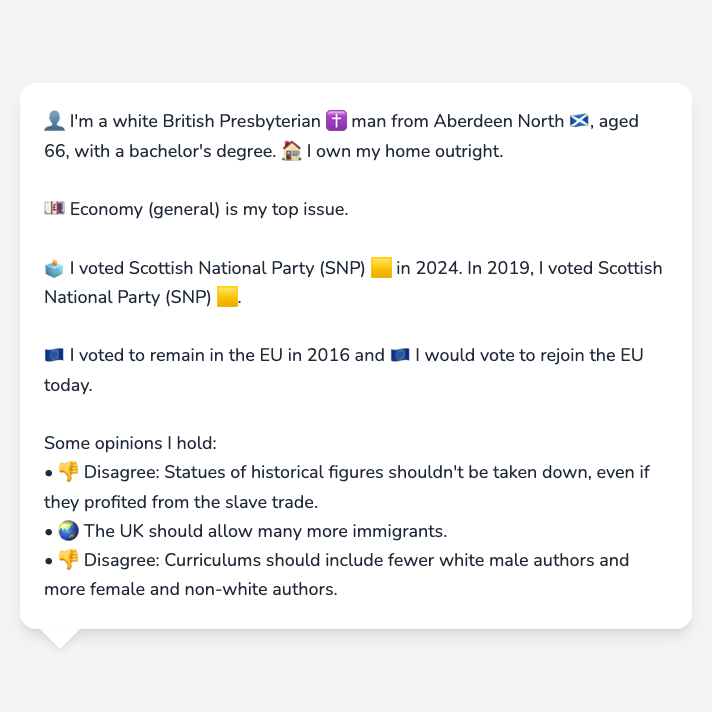 👤 I'm a white British Presbyterian ✝️ man from Aberdeen North 🏴󠁧󠁢󠁳󠁣󠁴󠁿, aged
66, with a bachelor's degree. 🏠 I own my home outright.
💷 Economy (general) is my top issue.
🗳️ I voted Scottish National Party (SNP) 🟨 in 2024. In 2019, I voted Scottish
National Party (SNP) 🟨.
🇪🇺 I voted to remain in the EU in 2016 and 🇪🇺 I would vote to rejoin the EU
today.
Some opinions I hold:
• 👎 Disagree: Statues of historical figures shouldn't be taken down, even if
they profited from the slave trade.
• 🌏 The UK should allow many more immigrants.
• 👎 Disagree: Curriculums should include fewer white male authors and
more female and non-white authors.